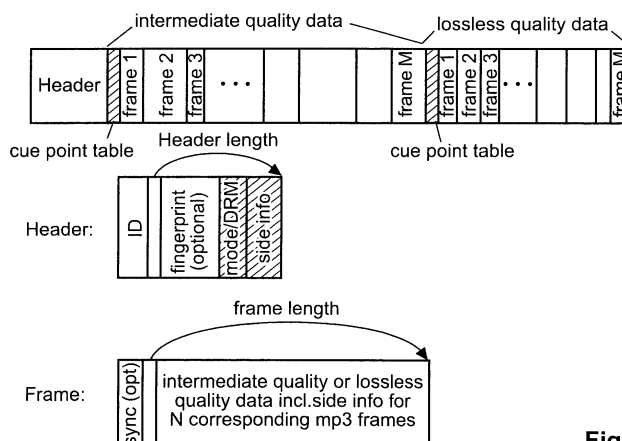 intermediate quality data
lossless quality data
Header
frame 1
frame 2
frame 3
...
frame M
frame 1
frame 2
frame 3
...
frame M
cue point table
cue point table
Header length
Header:
ID
fingerprint
(optional)
mode/DRM
side info
frame length
Frame:
sync (opt)
intermediate quality or lossless
quality data incl.side info for
N corresponding mp3 frames